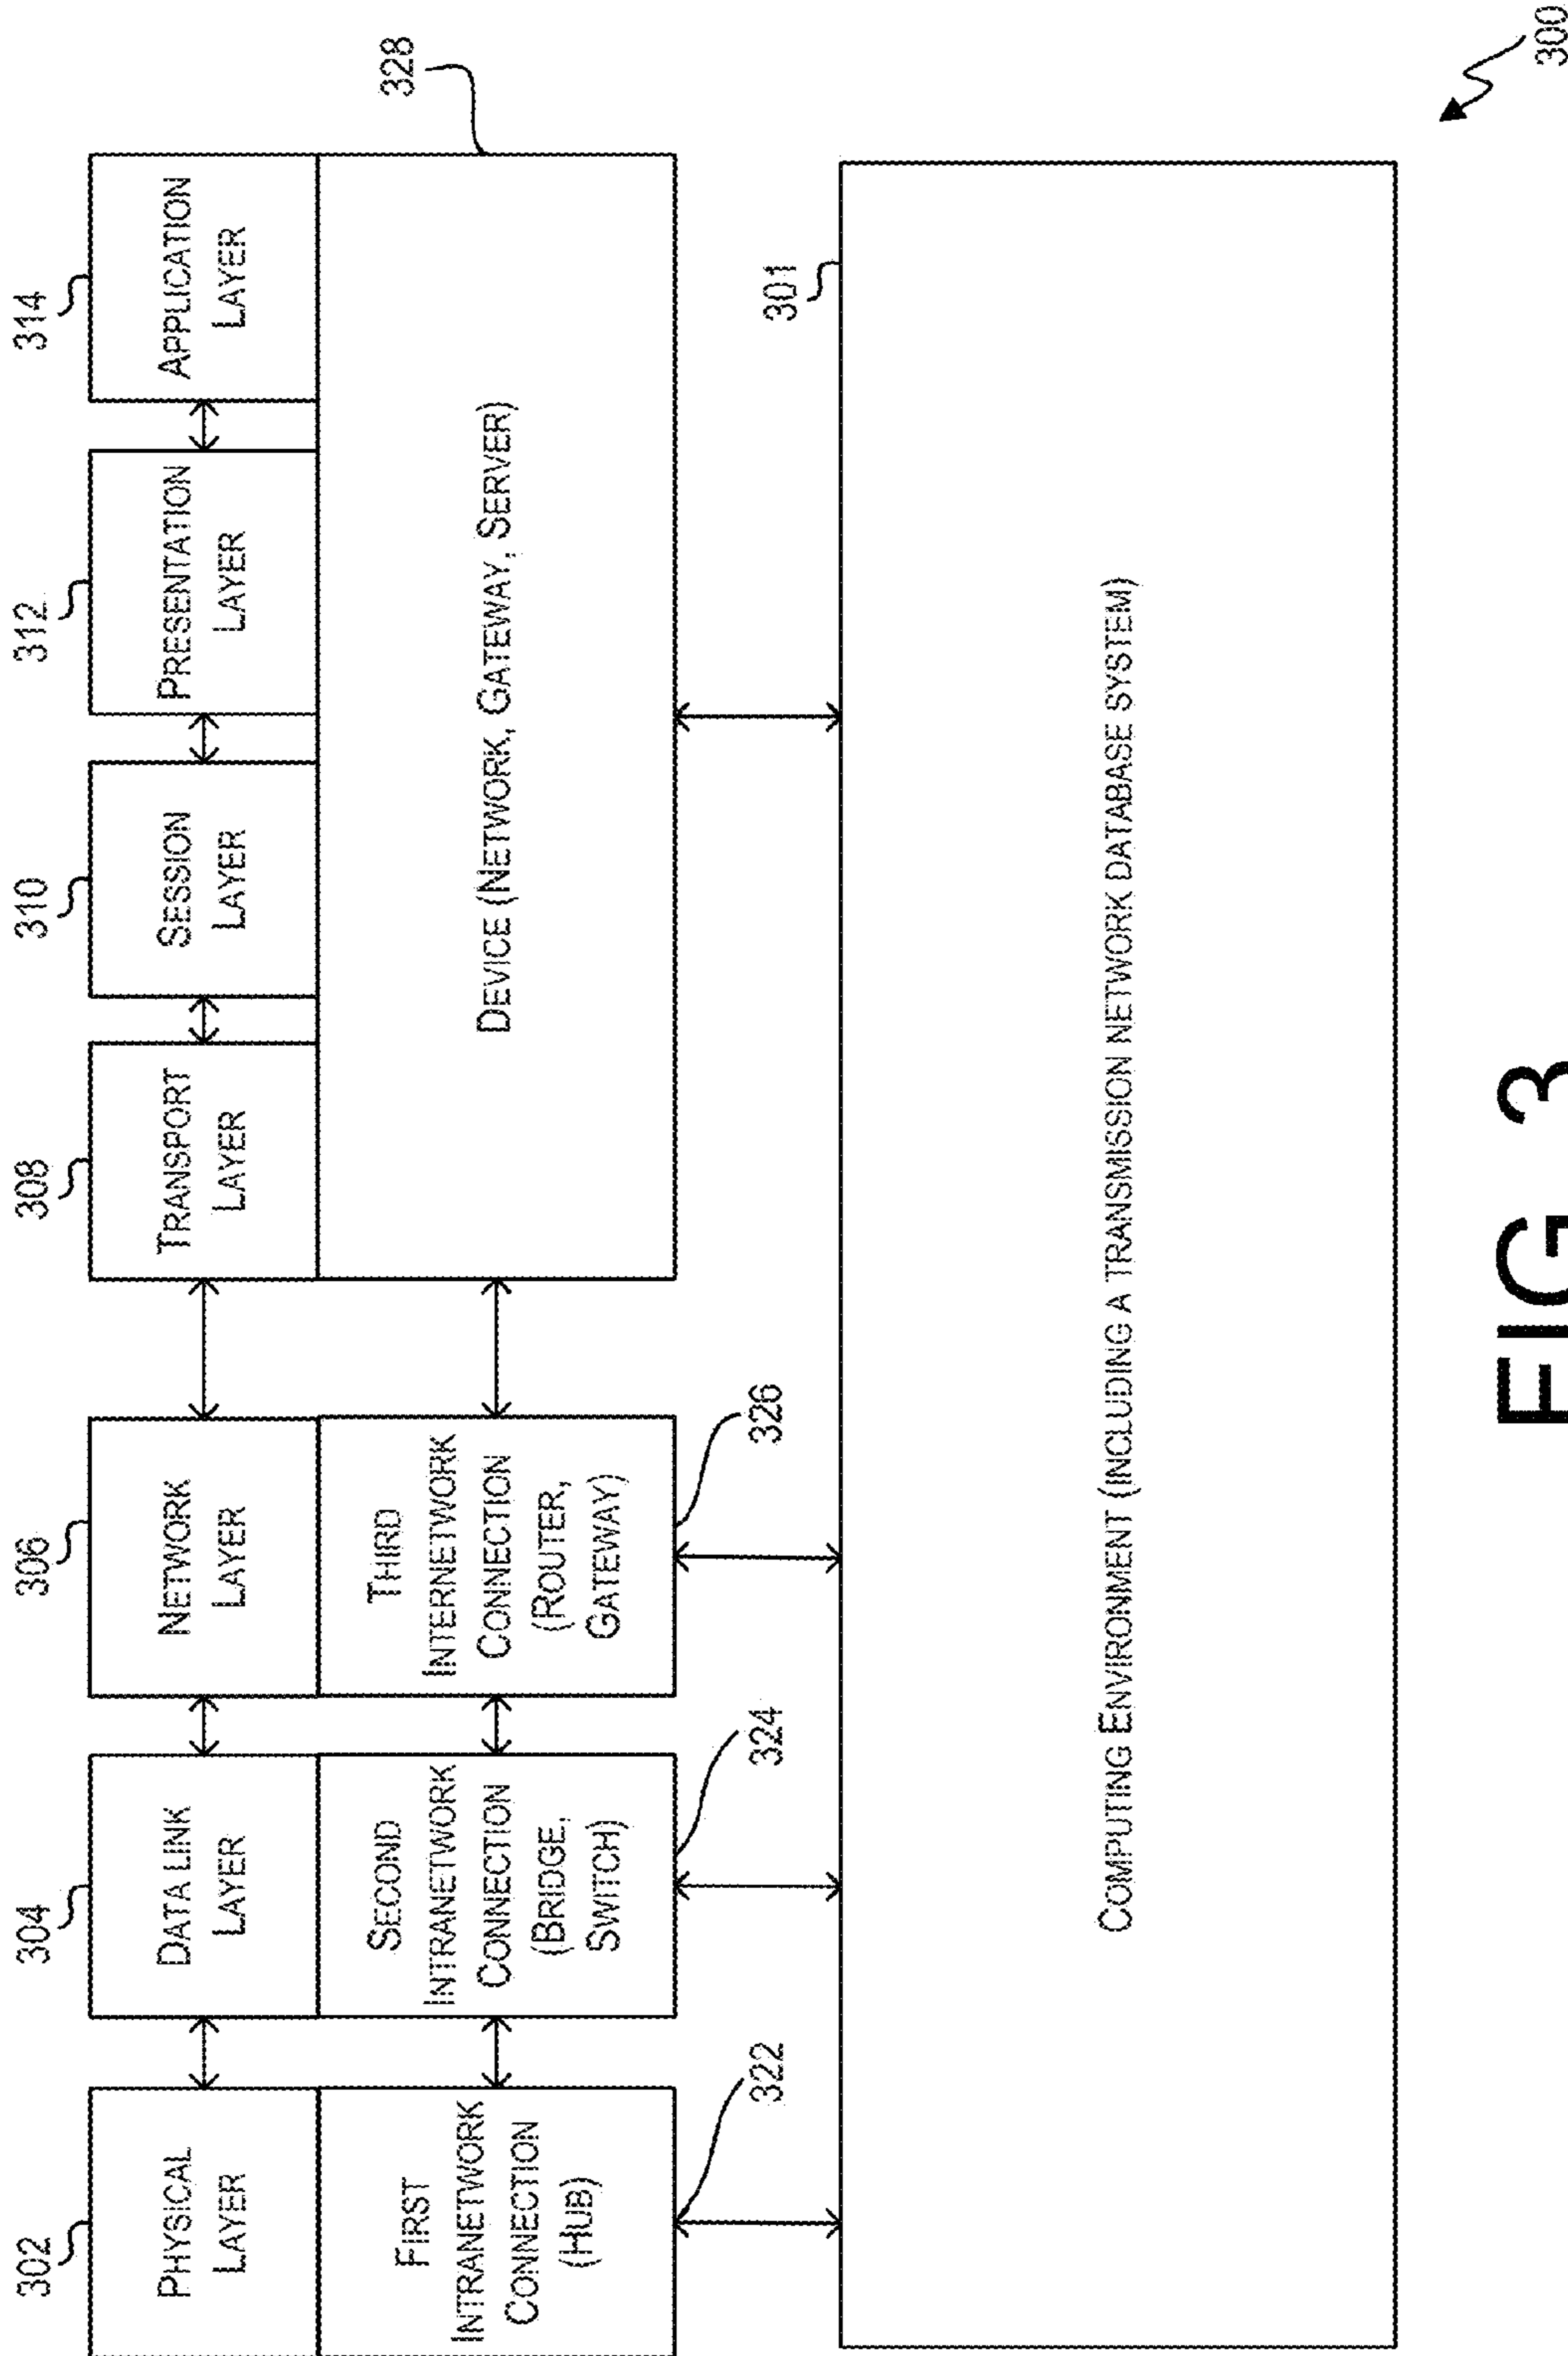 302
PHYSICAL
LAYER
304
DATA LINK
LAYER
306
NETWORK
LAYER
308
TRANSPORT
LAYER
310
SESSION
LAYER
312
PRESENTATION
LAYER
314
APPLICATION
LAYER
FIRST
INTRANETWORK
CONNECTION
(HUB)
322
SECOND
INTRANETWORK
CONNECTION
(BRIDGE,
SWITCH)
324
THIRD
INTERNETWORK
CONNECTION
(ROUTER,
GATEWAY)
326
DEVICE (NETWORK, GATEWAY, SERVER)
328
301
COMPUTING ENVIRONMENT (INCLUDING A TRANSMISSION NETWORK DATABASE SYSTEM)
300
FIG 3